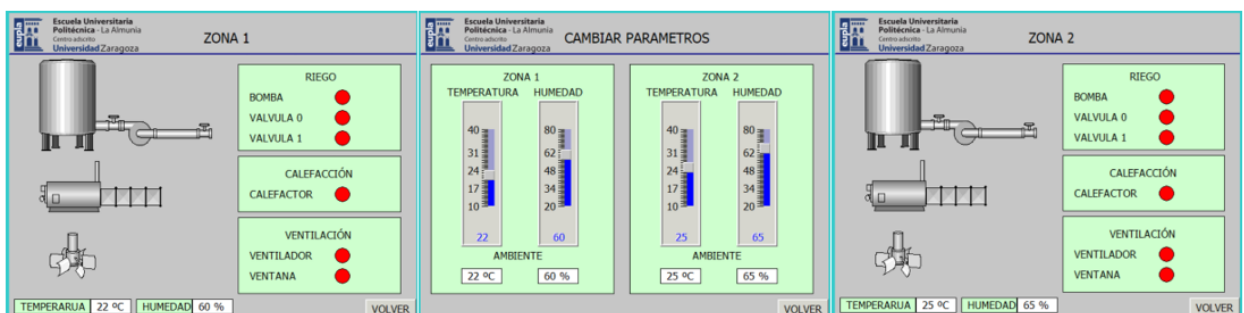 eupla
Escuela Universitaria
Politécnica - La Almunia
Centro adscrito
Universidad Zaragoza
ZONA 1
RIEGO
BOMBA
VALVULA 0
VALVULA 1
CALEFACCIÓN
CALEFACTOR
VENTILACIÓN
VENTILADOR
VENTANA
TEMPERARUA 22 ºC HUMEDAD 60 %
VOLVER
eupla
Escuela Universitaria
Politécnica - La Almunia
Centro adscrito
Universidad Zaragoza
CAMBIAR PARAMETROS
ZONA 1
TEMPERATURA HUMEDAD
40 80
31 62
24 48
17 34
10 20
22 60
AMBIENTE
22 ºC 60 %
ZONA 2
TEMPERATURA HUMEDAD
40 80
31 62
24 48
17 34
10 20
25 65
AMBIENTE
25 ºC 65 %
VOLVER
eupla
Escuela Universitaria
Politécnica - La Almunia
Centro adscrito
Universidad Zaragoza
ZONA 2
RIEGO
BOMBA
VALVULA 0
VALVULA 1
CALEFACCIÓN
CALEFACTOR
VENTILACIÓN
VENTILADOR
VENTANA
TEMPERARUA 25 ºC HUMEDAD 65 %
VOLVER